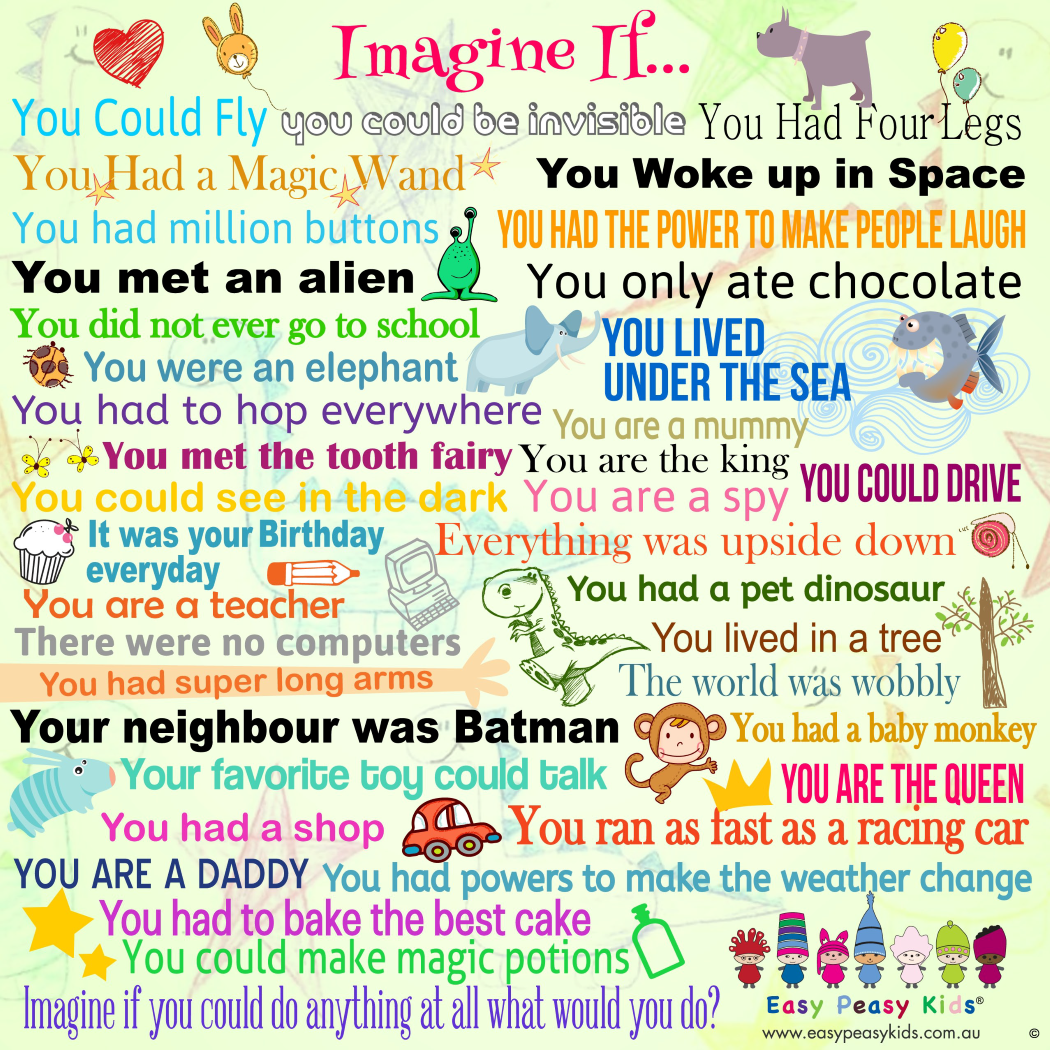 Imagine If...
You Could Fly
you could be invisible
You Had Four Legs
You Had a Magic Wand
You Woke up in Space
You had million buttons
YOU HAD THE POWER TO MAKE PEOPLE LAUGH
You met an alien
You only ate chocolate
You did not ever go to school
YOU LIVED
UNDER THE SEA
You were an elephant
You had to hop everywhere
You are a mummy
You met the tooth fairy
You are the king
YOU COULD DRIVE
You could see in the dark
You are a spy
It was your Birthday
everyday
Everything was upside down
You are a teacher
You had a pet dinosaur
There were no computers
You lived in a tree
You had super long arms
The world was wobbly
Your neighbour was Batman
You had a baby monkey
Your favorite toy could talk
YOU ARE THE QUEEN
You had a shop
You ran as fast as a racing car
YOU ARE A DADDY
You had powers to make the weather change
You had to bake the best cake
You could make magic potions
Imagine if you could do anything at all what would you do?
Easy Peasy Kids®
www.easypeasykids.com.au
©